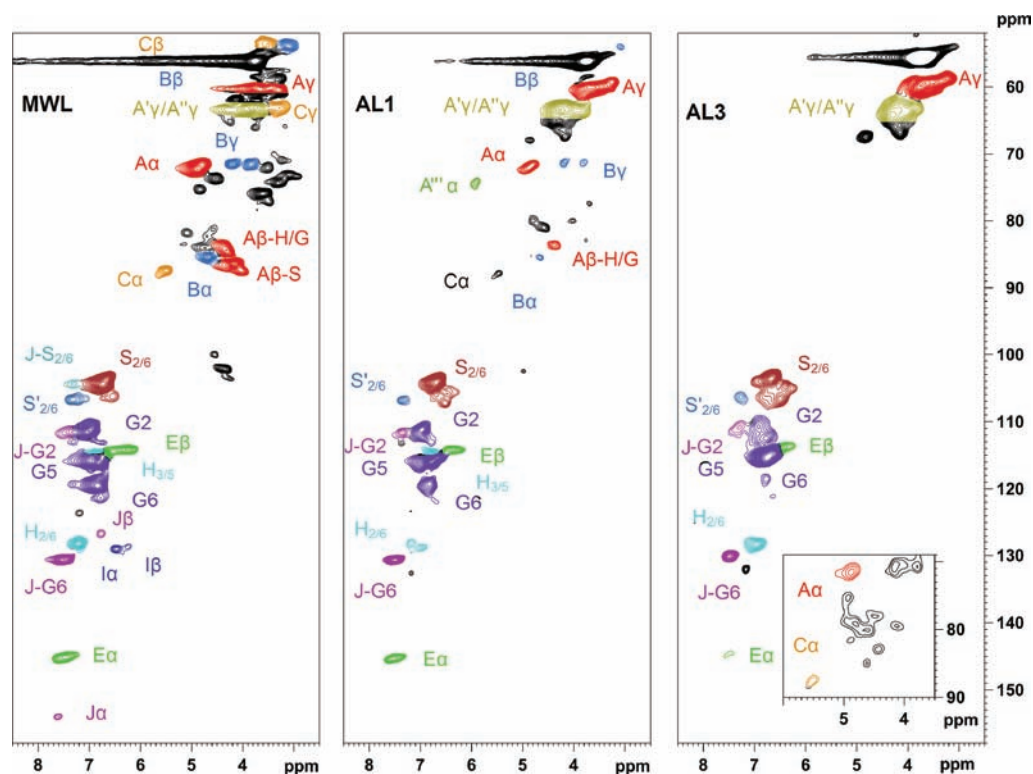 ppm
Cβ
Bβ
Aγ
MWL
A'γ/A''γ
Cγ
Bγ
Aα
Aβ-H/G
Cα
Bα
Aβ-S
J-S2/6
S2/6
S'2/6
G2
J-G2
Eβ
G5
H3/5
G6
Jβ
H2/6
Iα
Iβ
J-G6
Eα
Jα
8 7 6 5 4 ppm
Bβ
Aγ
AL1
A'γ/A''γ
Aα
Bγ
A''' α
Aβ-H/G
Cα
Bα
S2/6
S'2/6
G2
J-G2
Eβ
G5
H3/5
G6
H2/6
J-G6
Eα
8 7 6 5 4 ppm
Aγ
AL3
A'γ/A''γ
S2/6
S'2/6
G2
J-G2
Eβ
G5
G6
H2/6
J-G6
Eα
Aα
Cα
80
90
5 4 ppm
8 7 6 5 4 ppm
60
70
80
90
100
110
120
130
140
150